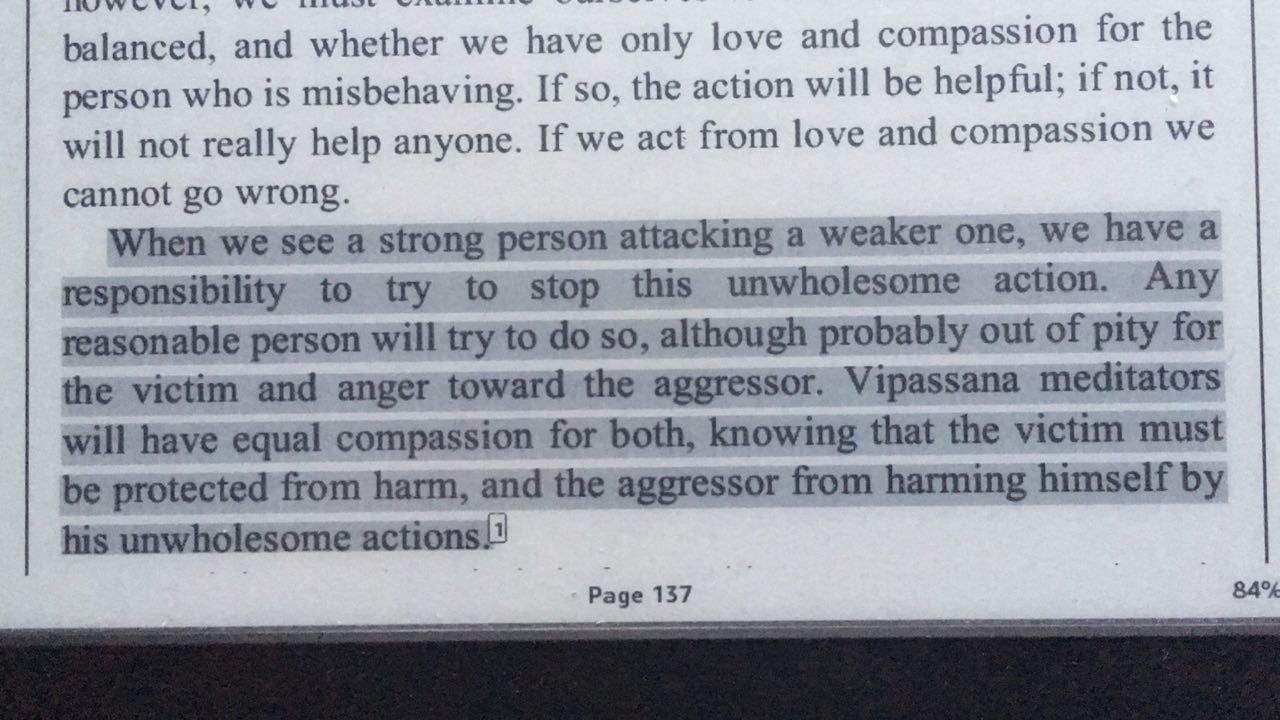 however, we must examine ourselves
balanced, and whether we have only love and compassion for the
person who is misbehaving. If so, the action will be helpful; if not, it
will not really help anyone. If we act from love and compassion we
cannot go wrong.
When we see a strong person attacking a weaker one, we have a
responsibility to try to stop this unwholesome action. Any
reasonable person will try to do so, although probably out of pity for
the victim and anger toward the aggressor. Vipassana meditators
will have equal compassion for both, knowing that the victim must
be protected from harm, and the aggressor from harming himself by
his unwholesome actions.1
Page 137
84%